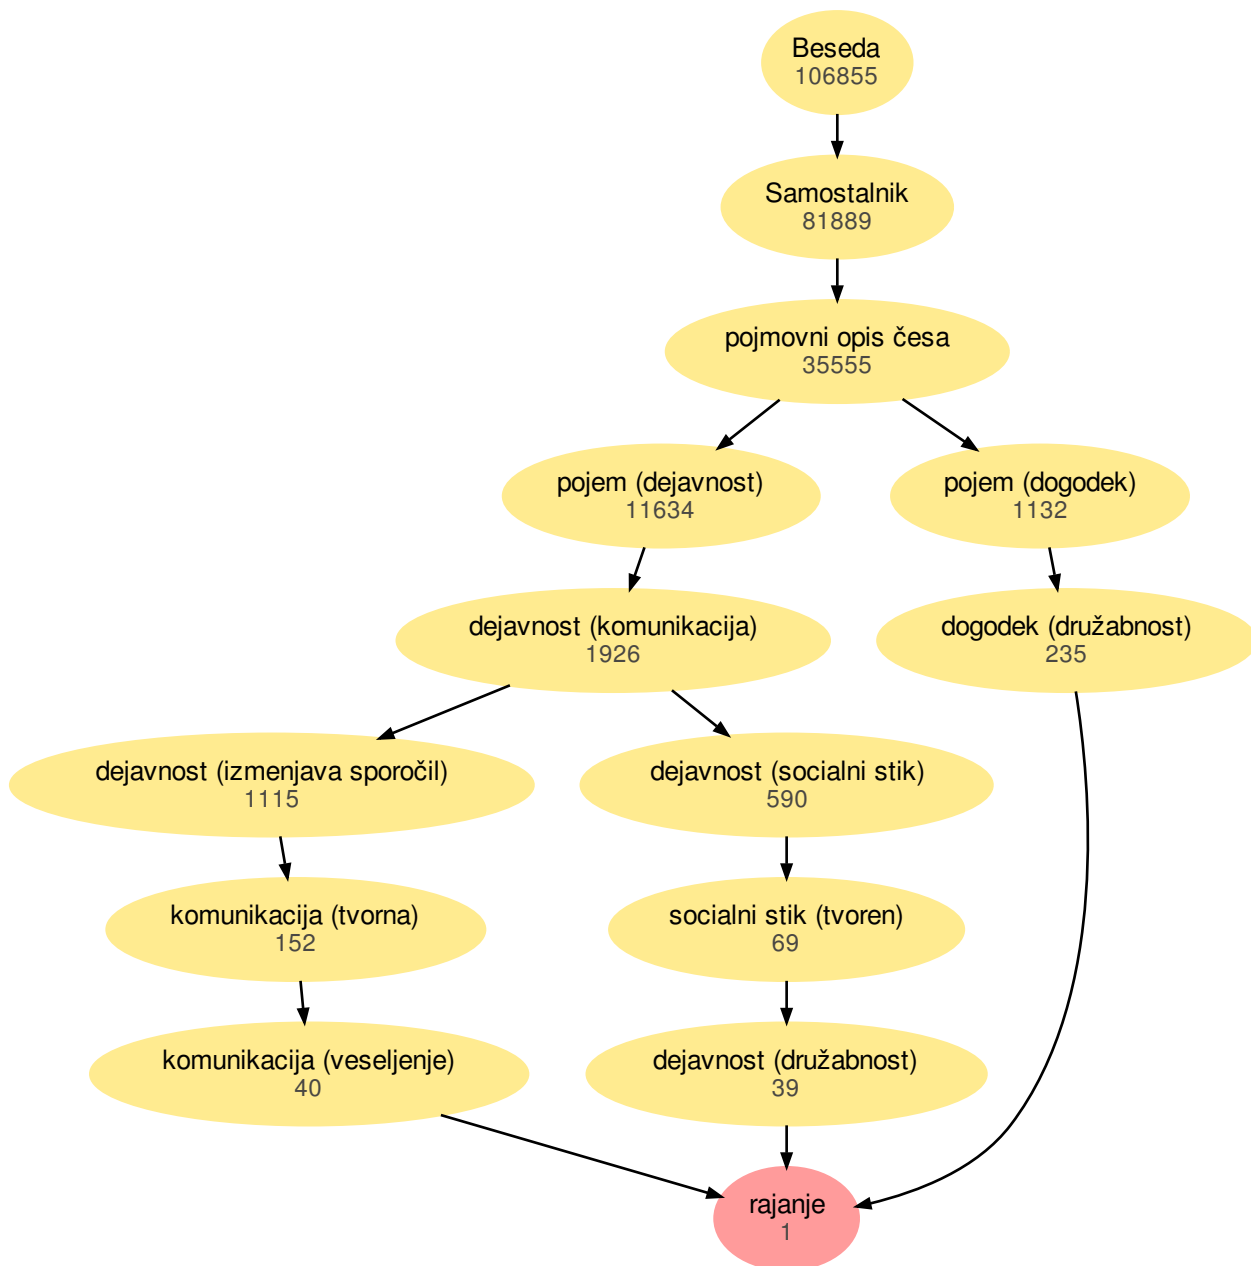 Beseda
106855
Samostalnik
81889
pojmovni opis česa
35555
pojem (dejavnost)
11634
pojem (dogodek)
1132
dejavnost (komunikacija)
1926
dogodek (družabnost)
235
dejavnost (izmenjava sporočil)
1115
dejavnost (socialni stik)
590
komunikacija (tvorna)
152
socialni stik (tvoren)
69
komunikacija (veseljenje)
40
dejavnost (družabnost)
39
rajanje
1